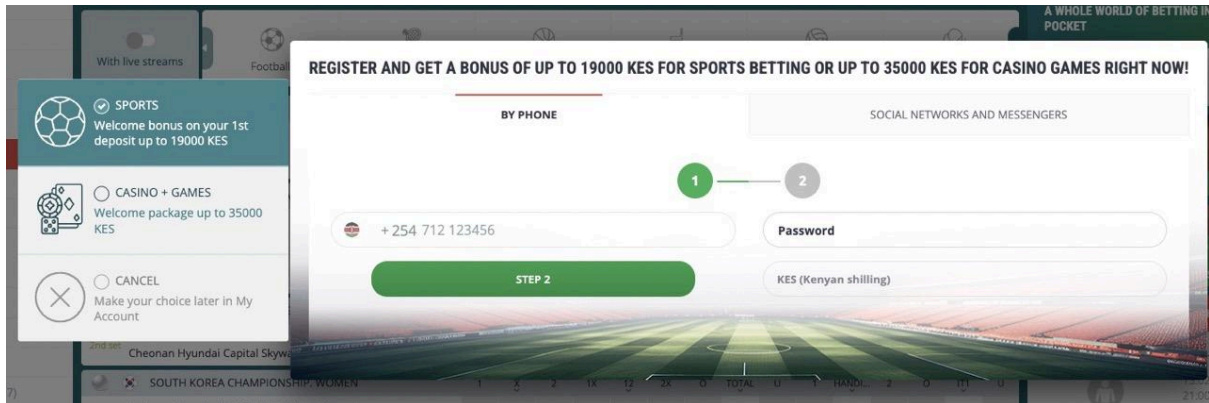 A WHOLE WORLD OF BETTING IN
POCKET
With live streams
Football
REGISTER AND GET A BONUS OF UP TO 19000 KES FOR SPORTS BETTING OR UP TO 35000 KES FOR CASINO GAMES RIGHT NOW!
SPORTS
Welcome bonus on your 1st
deposit up to 19000 KES
CASINO + GAMES
Welcome package up to 35000
KES
CANCEL
Make your choice later in My
Account
BY PHONE
SOCIAL NETWORKS AND MESSENGERS
1
2
+ 254 712 123456
Password
STEP 2
KES (Kenyan shilling)
2nd set
Cheonan Hyundai Capital Skywa
SOUTH KOREA CHAMPIONSHIP. WOMEN 1 X 2 1X 12 2X O TOTAL U 1 HANDI... 2 O IT1 U
21:00